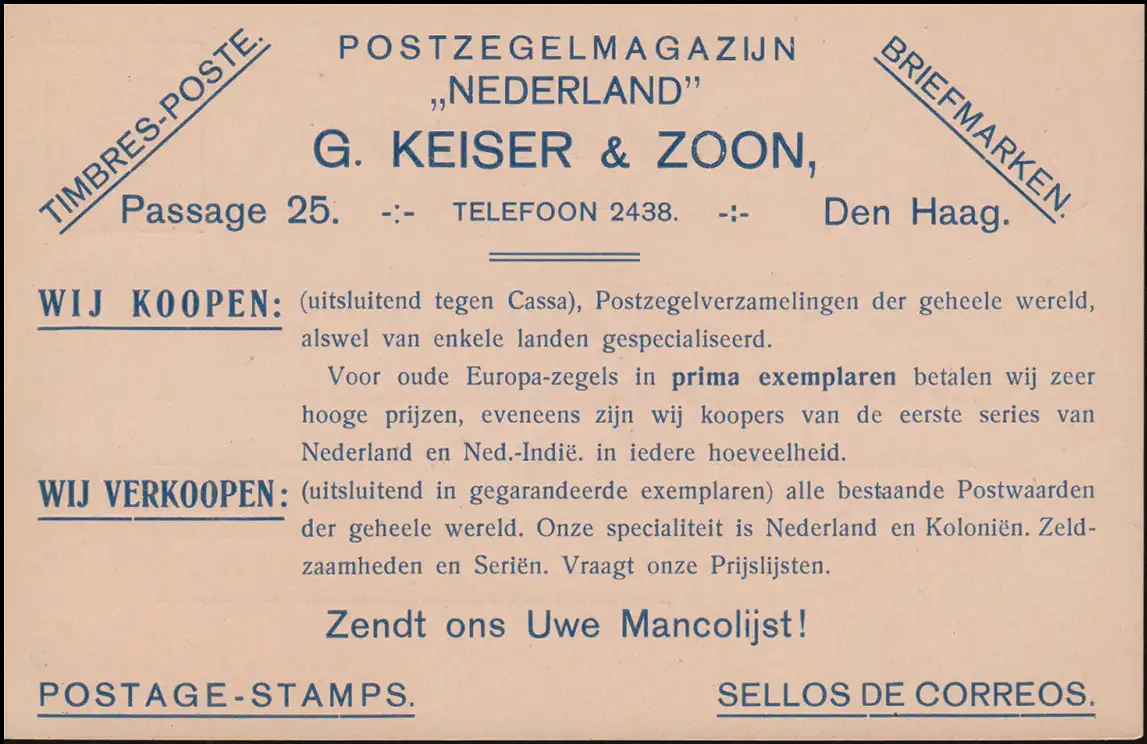 TIMBRES-POSTE.
POSTZEGELMAGAZIJN
„NEDERLAND”
BRIEFMARKEN.
G. KEISER & ZOON,
Passage 25. -:- TELEFOON 2438. -:- Den Haag.
WIJ KOOPEN: (uitsluitend tegen Cassa), Postzegelverzamelingen der geheele wereld,
alswel van enkele landen gespecialiseerd.
Voor oude Europa-zegels in prima exemplaren betalen wij zeer
hooge prijzen, eveneens zijn wij koopers van de eerste series van
Nederland en Ned.-Indië. in iedere hoeveelheid.
WIJ VERKOOPEN: (uitsluitend in gegarandeerde exemplaren) alle bestaande Postwaarden
der geheele wereld. Onze specialiteit is Nederland en Koloniën. Zeld-
zaamheden en Seriën. Vraagt onze Prijslijsten.
Zendt ons Uwe Mancolijst!
POSTAGE-STAMPS. SELLOS DE CORREOS.